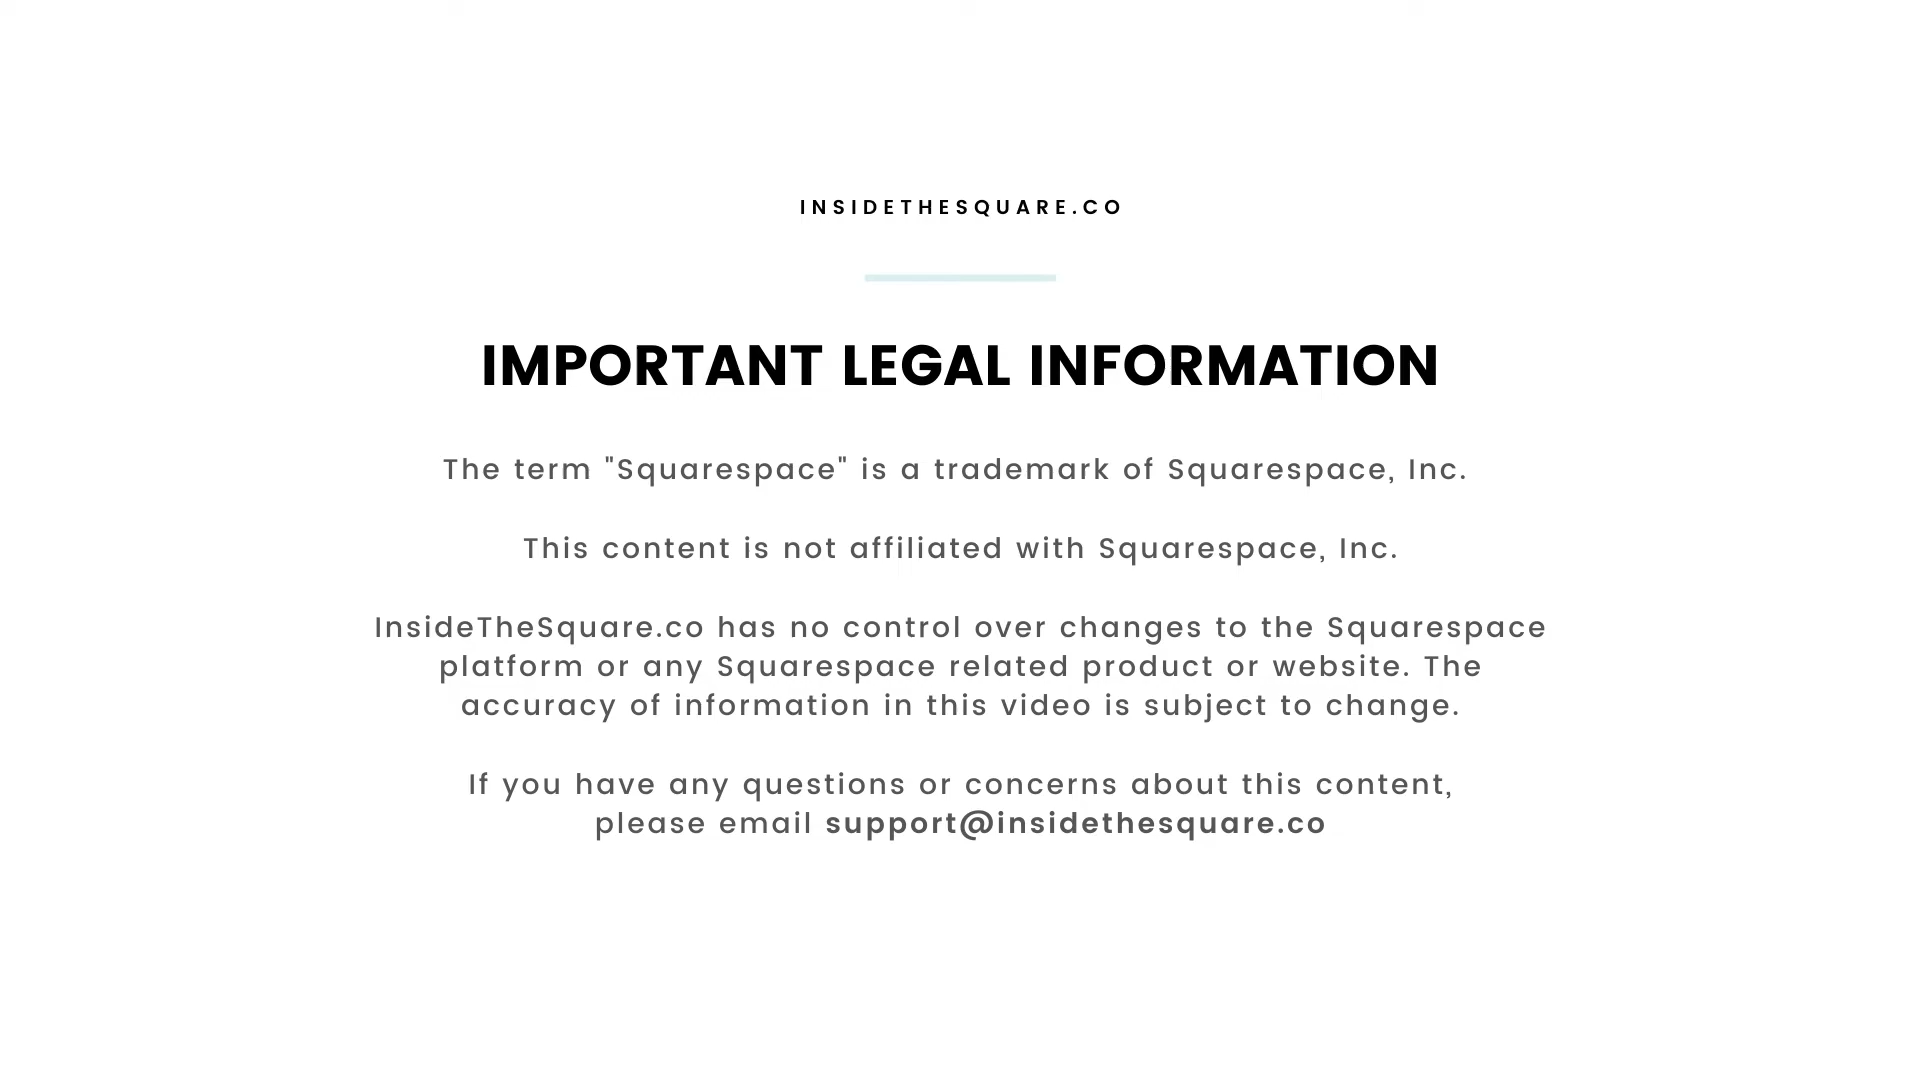 INSIDETHESQUARE.CO
IMPORTANT LEGAL INFORMATION
The term "Squarespace" is a trademark of Squarespace, Inc.
This content is not affiliated with Squarespace, Inc.
InsideTheSquare.co has no control over changes to the Squarespace
platform or any Squarespace related product or website. The
accuracy of information in this video is subject to change.
If you have any questions or concerns about this content,
please email support@insidethesquare.co